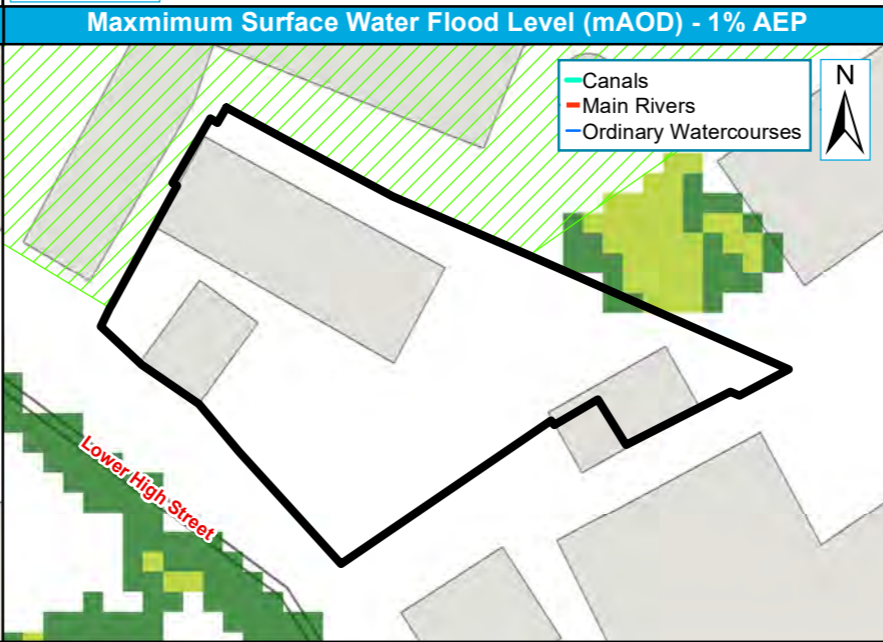 Maxmimum Surface Water Flood Level (mAOD) - 1% AEP
Canals
Main Rivers
Ordinary Watercourses
N
Lower High Street